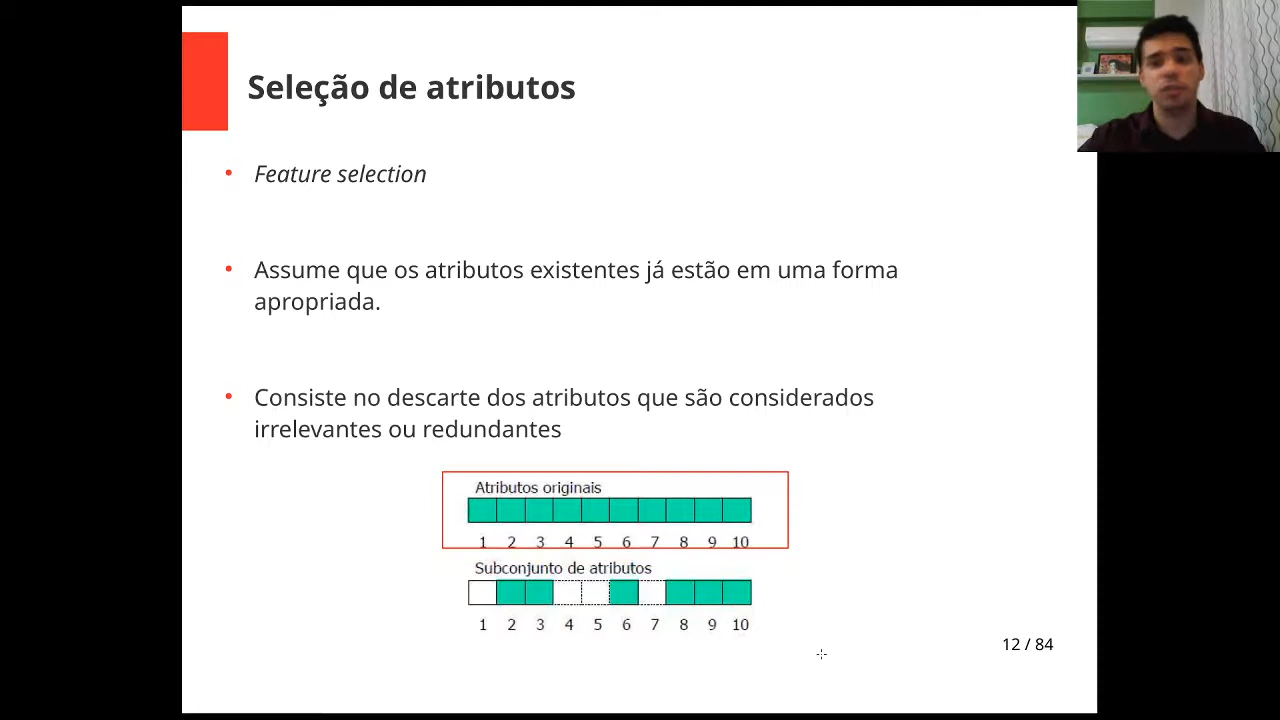 Seleção de atributos
Feature selection
Assume que os atributos existentes já estão em uma forma
apropriada.
Consiste no descarte dos atributos que são considerados
irrelevantes ou redundantes
Atributos originais
1 2 3 4 5 6 7 8 9 10
Subconjunto de atributos
1 2 3 4 5 6 7 8 9 10
12 / 84